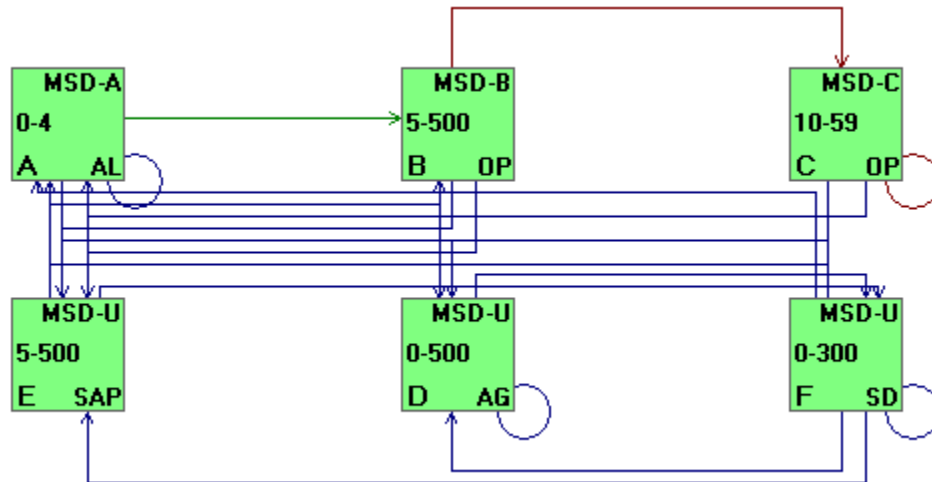 MSD-A
0-4
A AL
MSD-B
5-500
B OP
MSD-C
10-59
C OP
MSD-U
5-500
E SAP
MSD-U
0-500
D AG
MSD-U
0-300
F SD